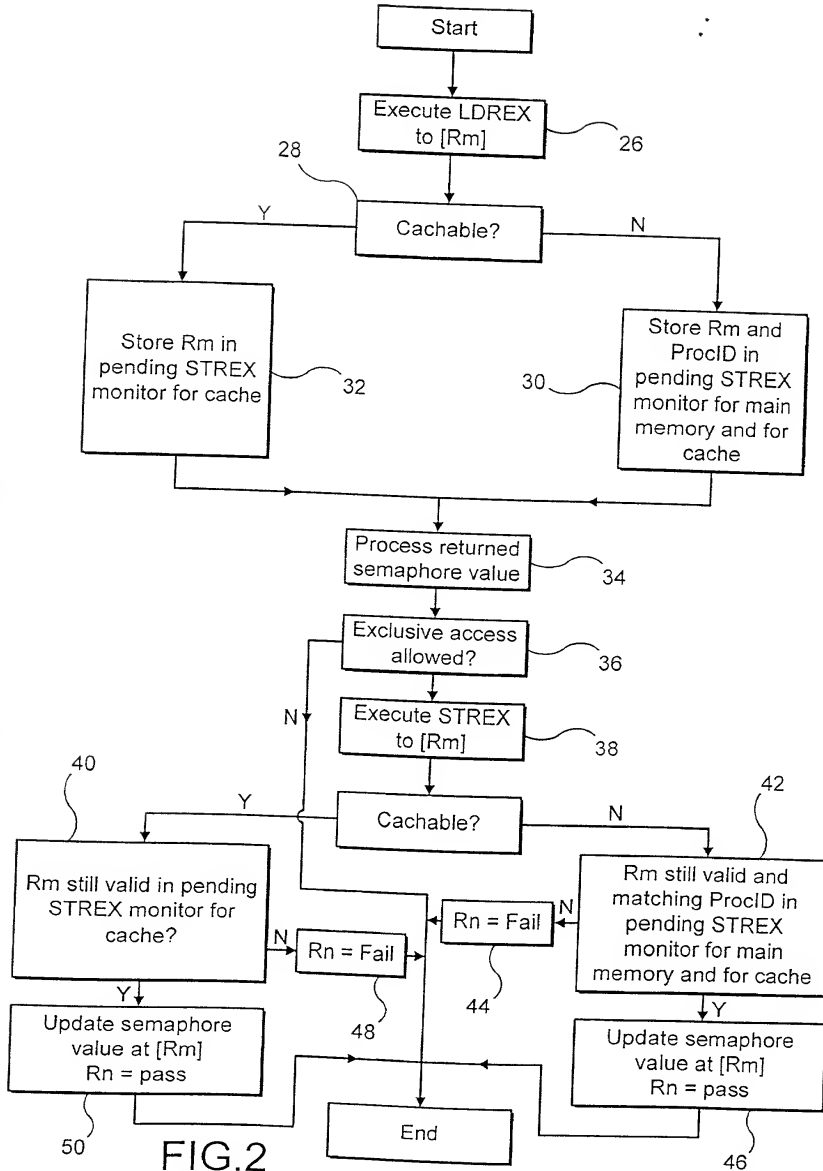 Start
Execute LDREX
to [Rm]
26
28
Cachable?
Y
N
Store Rm in
pending STREX
monitor for cache
32
Store Rm and
ProcID in
pending STREX
monitor for main
memory and for
cache
30
Process returned
semaphore value
34
Exclusive access
allowed?
36
N
Execute STREX
to [Rm]
38
Cachable?
Y
N
40
Rm still valid in pending
STREX monitor for
cache?
42
Rm still valid and
matching ProcID in
pending STREX
monitor for main
memory and for cache
N
Rn = Fail
48
N
Rn = Fail
44
Y
Update semaphore
value at [Rm]
Rn = pass
50
Y
Update semaphore
value at [Rm]
Rn = pass
46
End
FIG.2